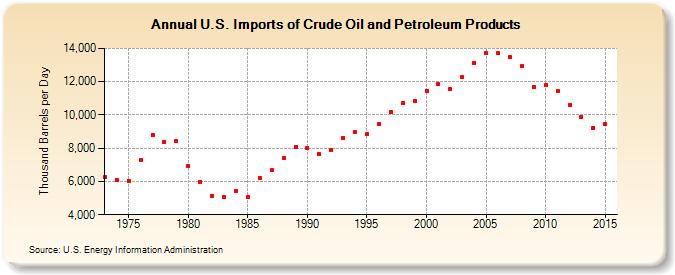 Annual U.S. Imports of Crude Oil and Petroleum Products
Thousand Barrels per Day
14,000
12,000
10,000
8,000
6,000
4,000
1975 1980 1985 1990 1995 2000 2005 2010 2015
Source: U.S. Energy Information Administration